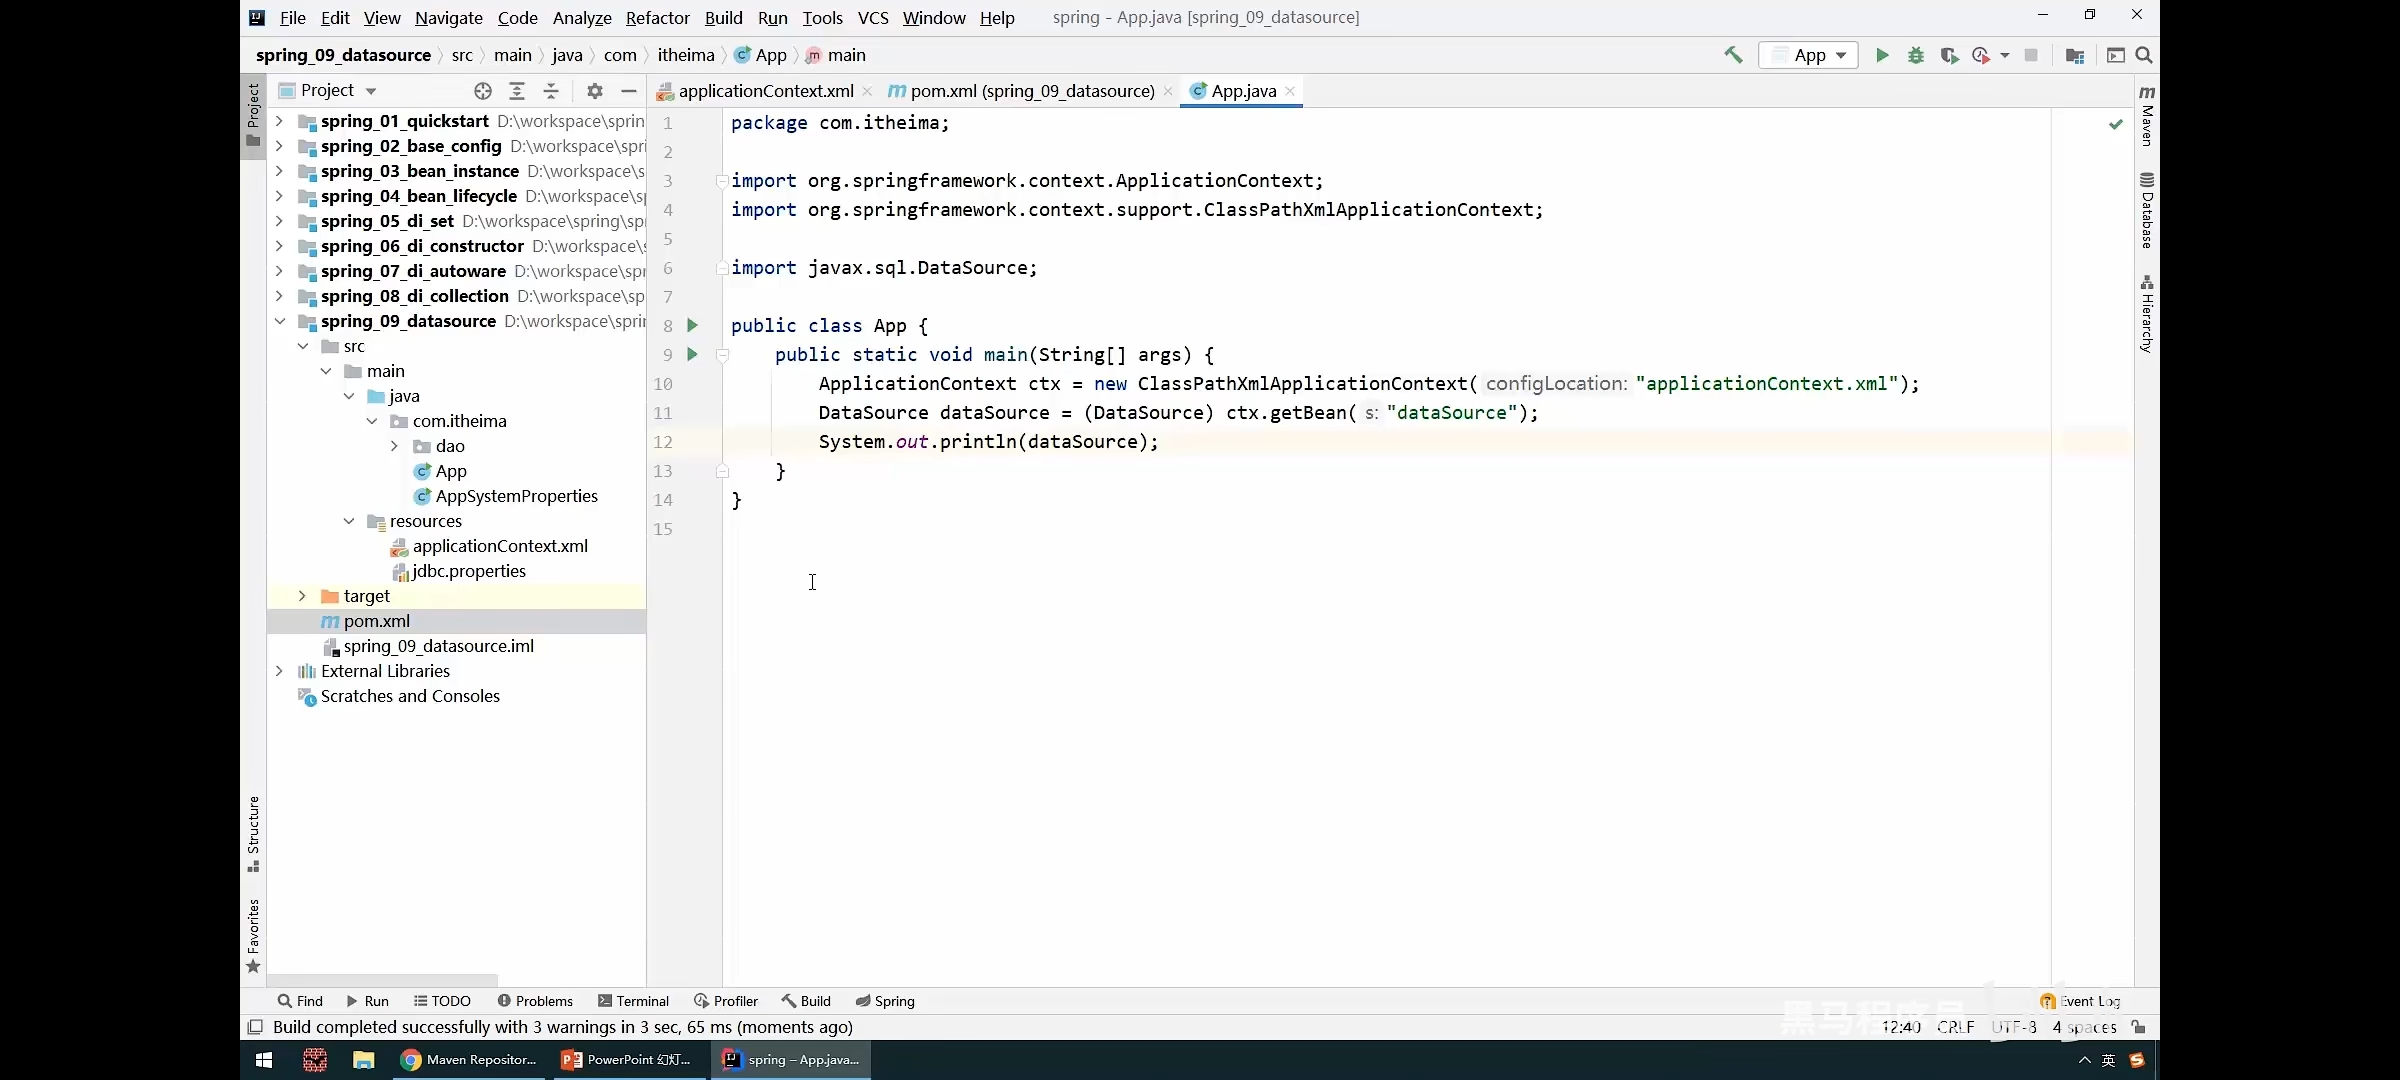 File Edit View Navigate Code Analyze Refactor Build Run Tools VCS Window Help spring - App.java [spring_09_datasource]
spring_09_datasource src main java com itheima App main
App
Project
applicationContext.xml
pom.xml (spring_09_datasource)
App.java
Project
spring_01_quickstart D:\workspace\sprin
spring_02_base_config D:\workspace\spri
spring_03_bean_instance D:\workspace\s
spring_04_bean_lifecycle D:\workspace\sp
spring_05_di_set D:\workspace\spring\spr
spring_06_di_constructor D:\workspace\s
spring_07_di_autoware D:\workspace\spr
spring_08_di_collection D:\workspace\sp
spring_09_datasource D:\workspace\sprin
src
main
java
com.itheima
dao
App
AppSystemProperties
resources
applicationContext.xml
jdbc.properties
target
pom.xml
spring_09_datasource.iml
External Libraries
Scratches and Consoles
Structure
Favorites
1 package com.itheima;
2
3 import org.springframework.context.ApplicationContext;
4 import org.springframework.context.support.ClassPathXmlApplicationContext;
5
6 import javax.sql.DataSource;
7
8 public class App {
9 public static void main(String[] args) {
10 ApplicationContext ctx = new ClassPathXmlApplicationContext( configLocation: "applicationContext.xml");
11 DataSource dataSource = (DataSource) ctx.getBean( s: "dataSource");
12 System.out.println(dataSource);
13 }
14 }
15
Maven
Database
Hierarchy
Find Run TODO Problems Terminal Profiler Build Spring Event Log
Build completed successfully with 3 warnings in 3 sec, 65 ms (moments ago)
12:40 CRLF UTF-8 4 spaces
黑马程序员
Maven Repositor...
PowerPoint 幻灯...
spring – App.java...
英